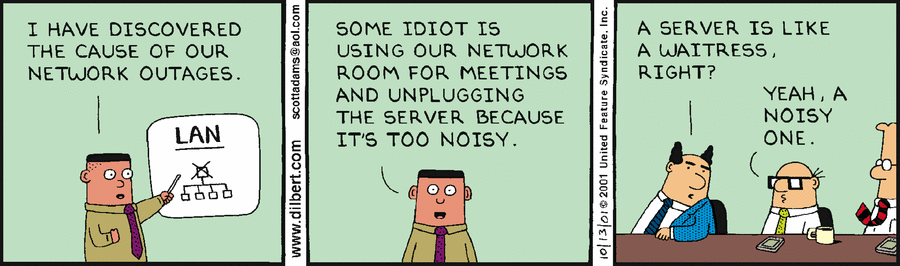 I HAVE DISCOVERED
THE CAUSE OF OUR
NETWORK OUTAGES.
LAN
www.dilbert.com scottadams@aol.com
SOME IDIOT IS
USING OUR NETWORK
ROOM FOR MEETINGS
AND UNPLUGGING
THE SERVER BECAUSE
IT'S TOO NOISY.
10/13/01 © 2001 United Feature Syndicate, Inc.
A SERVER IS LIKE
A WAITRESS,
RIGHT?
YEAH, A
NOISY
ONE.